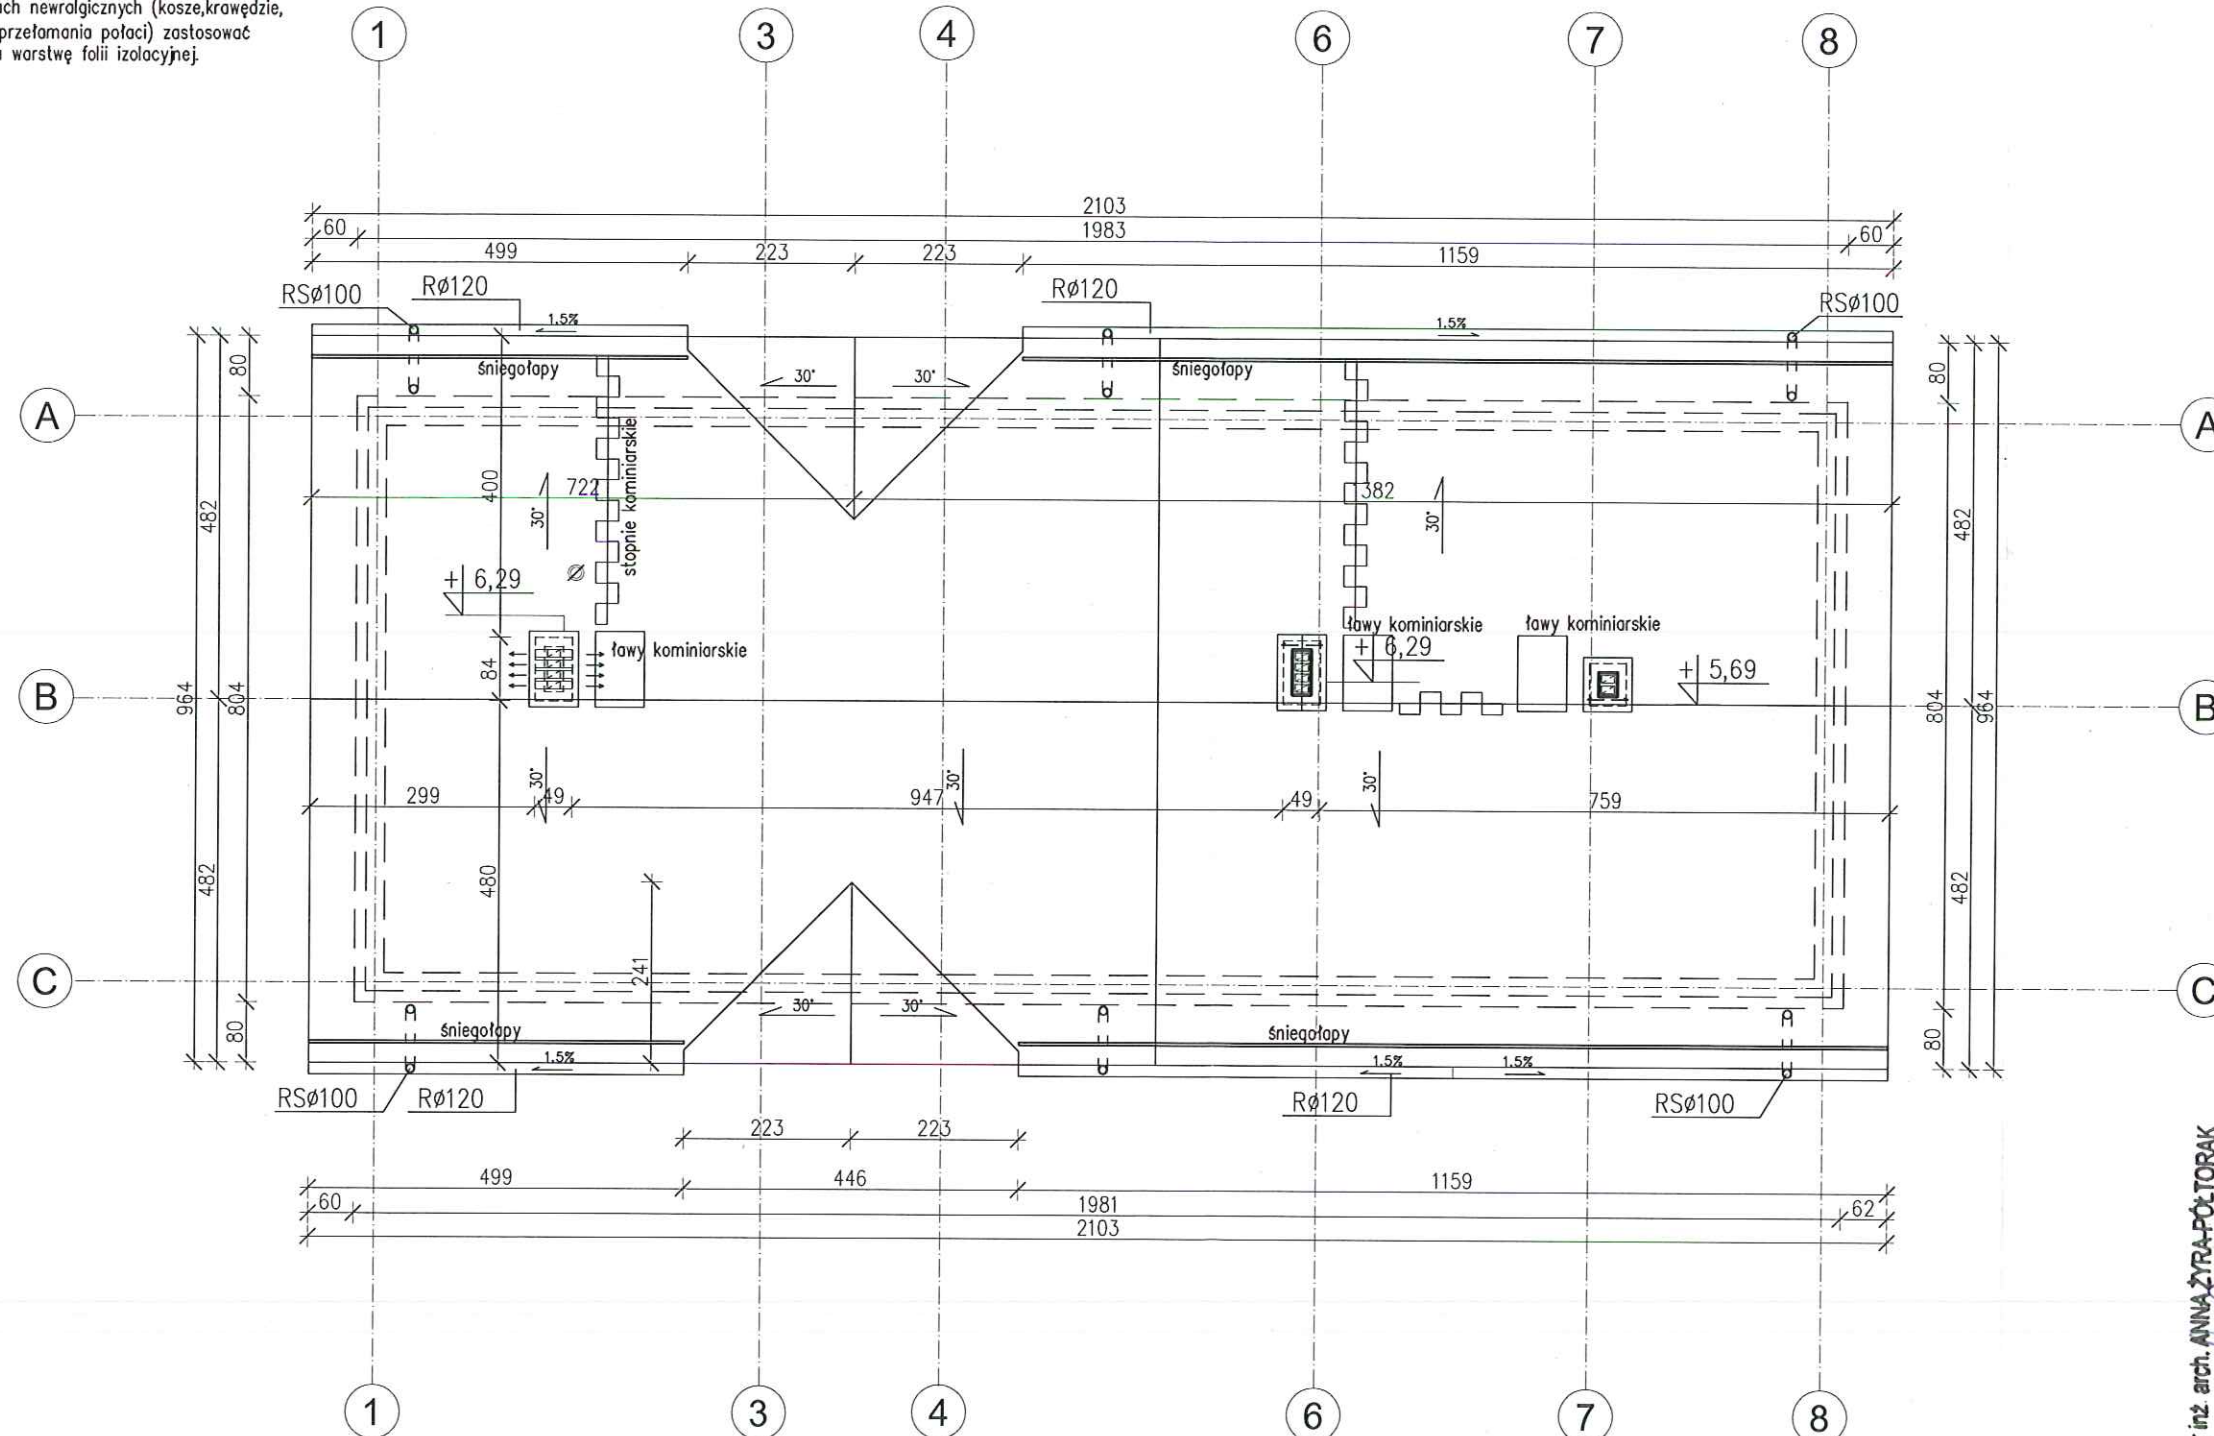 ach newralgicznych (kosze,krawędzie,
przełamania połaci) zastosować
warstwę folii izolacyjnej.
1 3 4 6 7 8
2103
60 1983 60
499 223 223 1159
RSø100 Rø120 Rø120 RSø100
1.5% 1.5%
80 śniegołapy śniegołapy 80
30° 30°
A A
stopnie kominiarskie
482 400 722 382 482
30° 30°
+ 6,29
ławy kominiarskie ławy kominiarskie ławy kominiarskie
+ 6,29 + 5,69
84
B 964 804 804 964 B
30° 30° 30°
299 49 947 49 759
482 480 482
241
C C
30° 30°
80 śniegołapy śniegołapy 80
1.5% 1.5% 1.5%
RSø100 Rø120 Rø120 RSø100
223 223
499 446 1159
60 1981 62
2103
1 3 4 6 7 8
inż. arch. ANNA ŻYRA-PÓŁTORAK